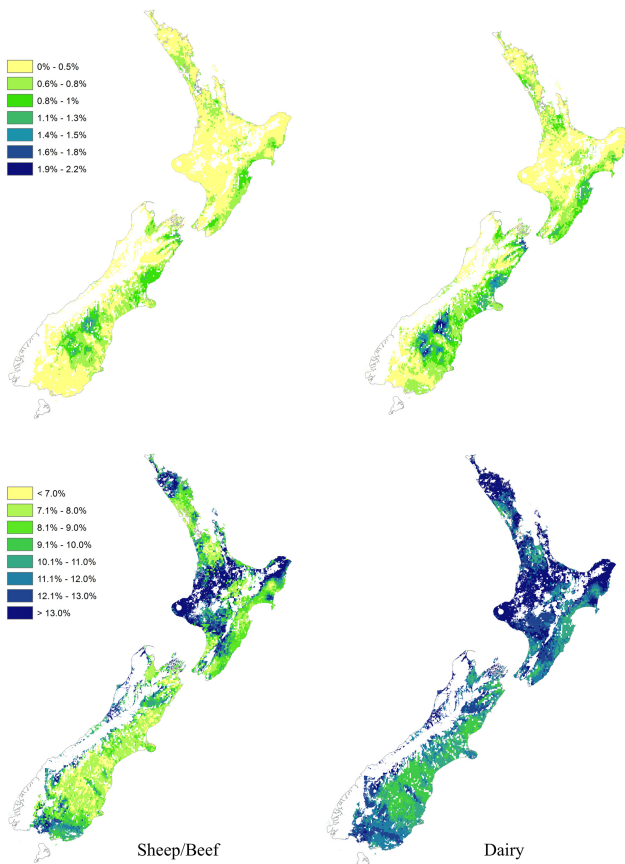 0% - 0.5%
0.6% - 0.8%
0.8% - 1%
1.1% - 1.3%
1.4% - 1.5%
1.6% - 1.8%
1.9% - 2.2%
< 7.0%
7.1% - 8.0%
8.1% - 9.0%
9.1% - 10.0%
10.1% - 11.0%
11.1% - 12.0%
12.1% - 13.0%
> 13.0%
Sheep/Beef
Dairy